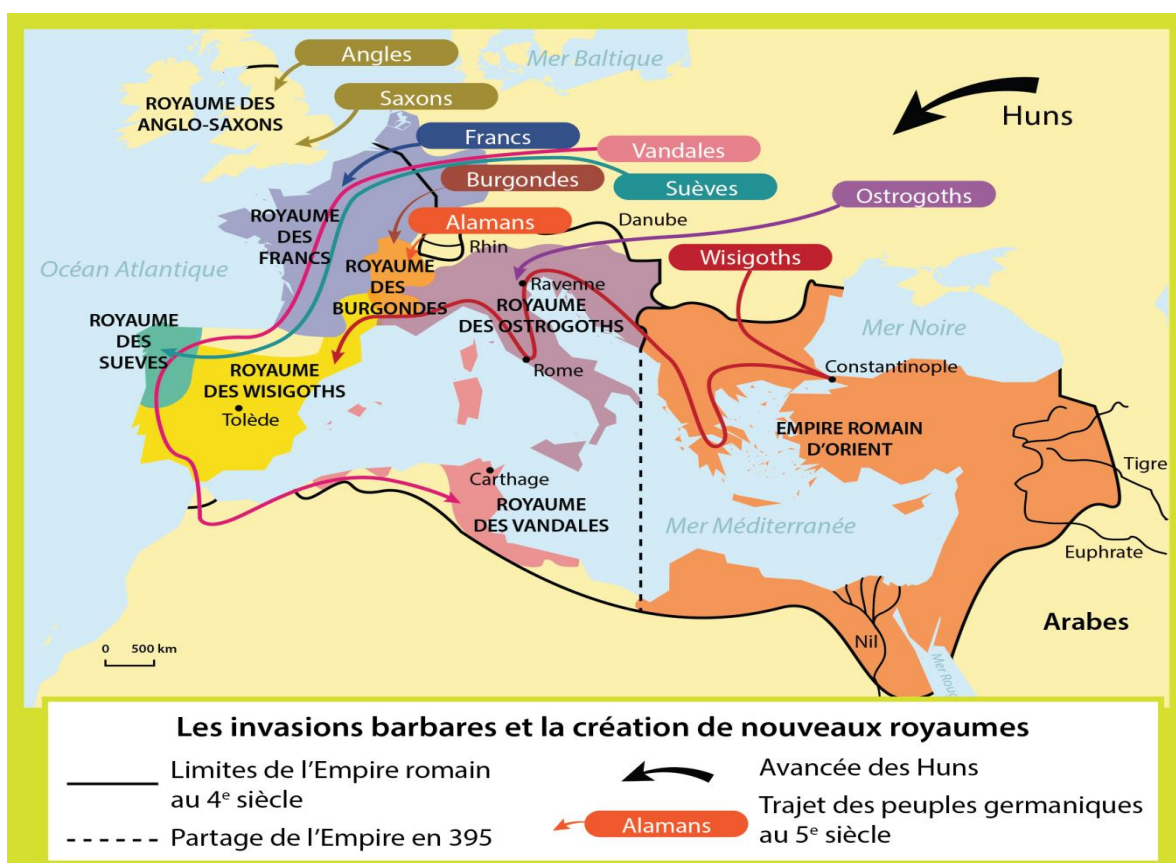 Mer Baltique
Angles
Saxons
ROYAUME DES
ANGLO-SAXONS
Huns
Francs
Vandales
Burgondes
Suèves
Ostrogoths
Alamans
Danube
Rhin
ROYAUME
DES
FRANCS
Wisigoths
Océan Atlantique
ROYAUME
DES
BURGONDES
Ravenne
ROYAUME
DES OSTROGOTHS
Mer Noire
ROYAUME
DES
SUEVES
ROYAUME
DES WISIGOTHS
Tolède
Rome
Constantinople
EMPIRE ROMAIN
D'ORIENT
Tigre
Carthage
ROYAUME
DES VANDALES
Mer Méditerranée
Euphrate
Arabes
Nil
0 500 km
Les invasions barbares et la création de nouveaux royaumes
Limites de l'Empire romain
au 4e siècle
Partage de l'Empire en 395
Avancée des Huns
Alamans
Trajet des peuples germaniques
au 5e siècle